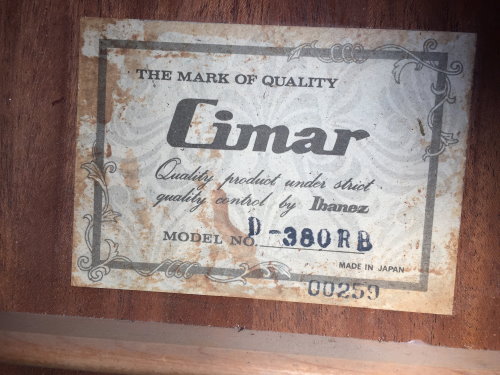 THE MARK OF QUALITY
Cimar
Quality product under strict
quality control by Ibanez
MODEL NO. D-380RB
MADE IN JAPAN
00259